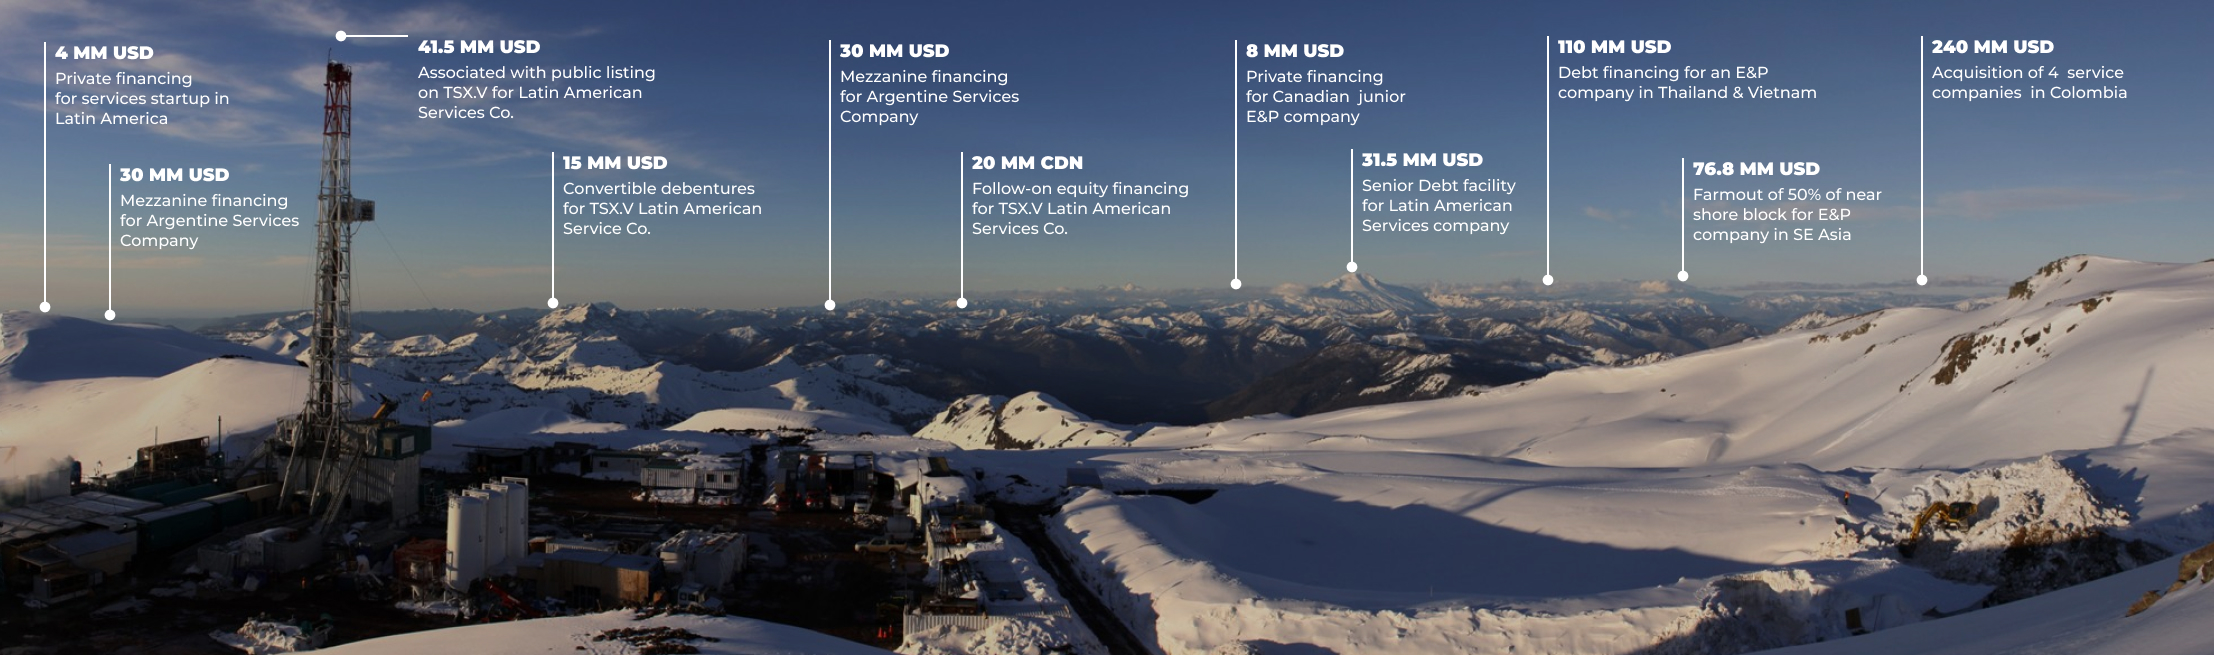 4 MM USD
Private financing
for services startup in
Latin America
30 MM USD
Mezzanine financing
for Argentine Services
Company
41.5 MM USD
Associated with public listing
on TSX.V for Latin American
Services Co.
15 MM USD
Convertible debentures
for TSX.V Latin American
Service Co.
30 MM USD
Mezzanine financing
for Argentine Services
Company
20 MM CDN
Follow-on equity financing
for TSX.V Latin American
Services Co.
8 MM USD
Private financing
for Canadian junior
E&P company
31.5 MM USD
Senior Debt facility
for Latin American
Services company
110 MM USD
Debt financing for an E&P
company in Thailand & Vietnam
76.8 MM USD
Farmout of 50% of near
shore block for E&P
company in SE Asia
240 MM USD
Acquisition of 4 service
companies in Colombia